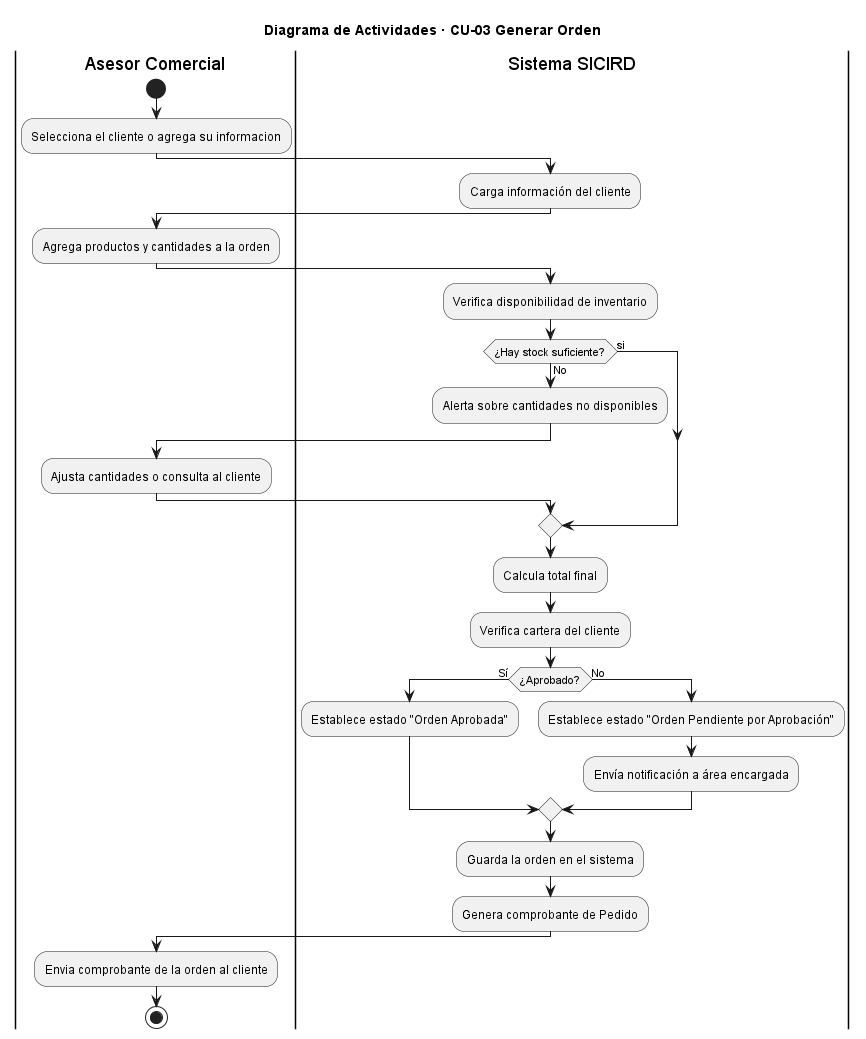 Diagrama de Actividades · CU-03 Generar Orden
Asesor Comercial
Sistema SICIRD
Selecciona el cliente o agrega su informacion
Carga información del cliente
Agrega productos y cantidades a la orden
Verifica disponibilidad de inventario
¿Hay stock suficiente?
si
No
Alerta sobre cantidades no disponibles
Ajusta cantidades o consulta al cliente
Calcula total final
Verifica cartera del cliente
Sí
¿Aprobado?
No
Establece estado "Orden Aprobada"
Establece estado "Orden Pendiente por Aprobación"
Envía notificación a área encargada
Guarda la orden en el sistema
Genera comprobante de Pedido
Envia comprobante de la orden al cliente